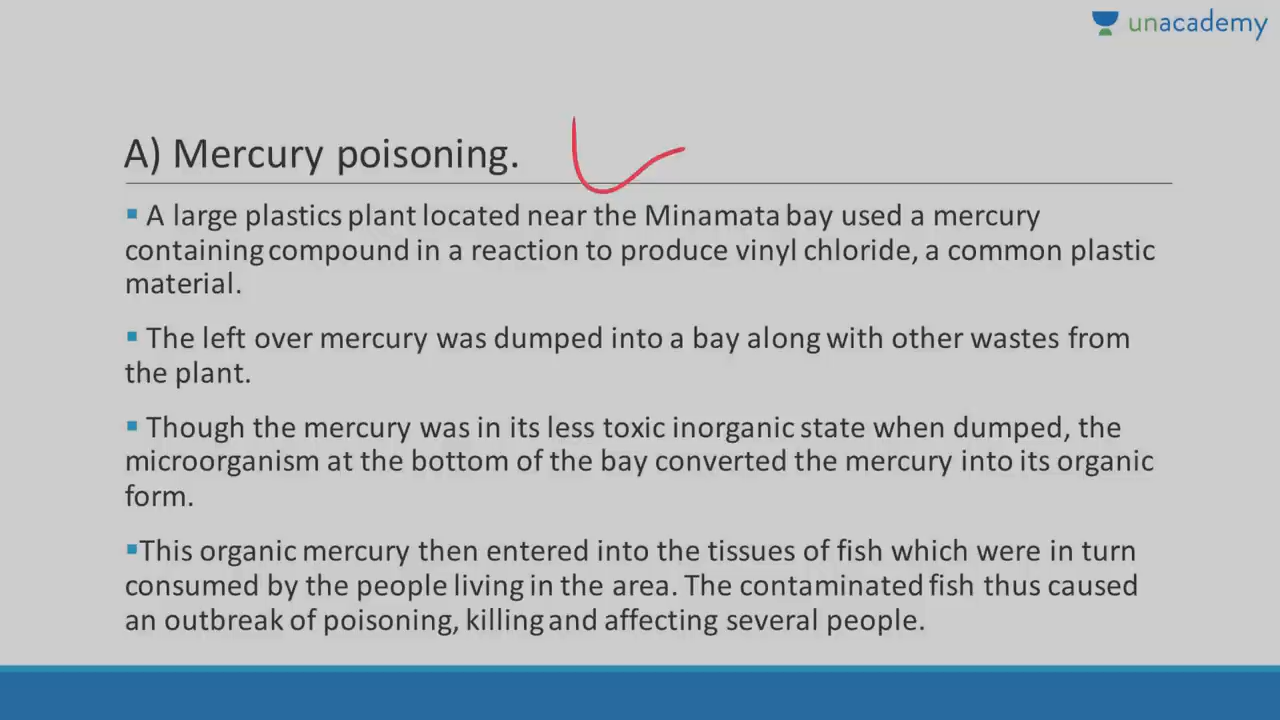 unacademy
A) Mercury poisoning.
▪ A large plastics plant located near the Minamata bay used a mercury
containing compound in a reaction to produce vinyl chloride, a common plastic
material.
▪ The left over mercury was dumped into a bay along with other wastes from
the plant.
▪ Though the mercury was in its less toxic inorganic state when dumped, the
microorganism at the bottom of the bay converted the mercury into its organic
form.
▪This organic mercury then entered into the tissues of fish which were in turn
consumed by the people living in the area. The contaminated fish thus caused
an outbreak of poisoning, killing and affecting several people.